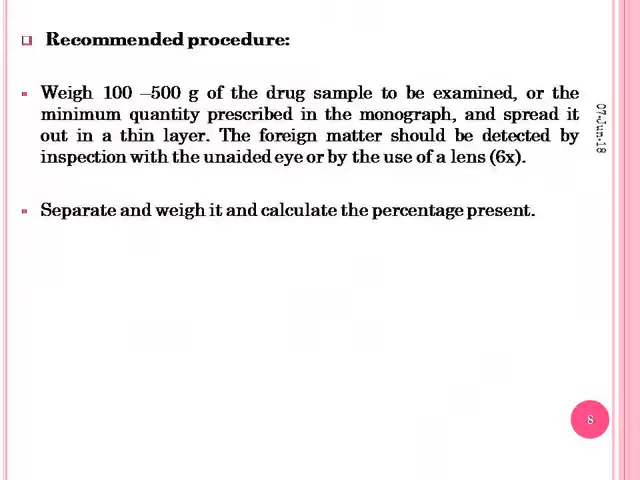 Recommended procedure:
Weigh 100 –500 g of the drug sample to be examined, or the
minimum quantity prescribed in the monograph, and spread it
out in a thin layer. The foreign matter should be detected by
inspection with the unaided eye or by the use of a lens (6x).
Separate and weigh it and calculate the percentage present.
07-Jun-18
8